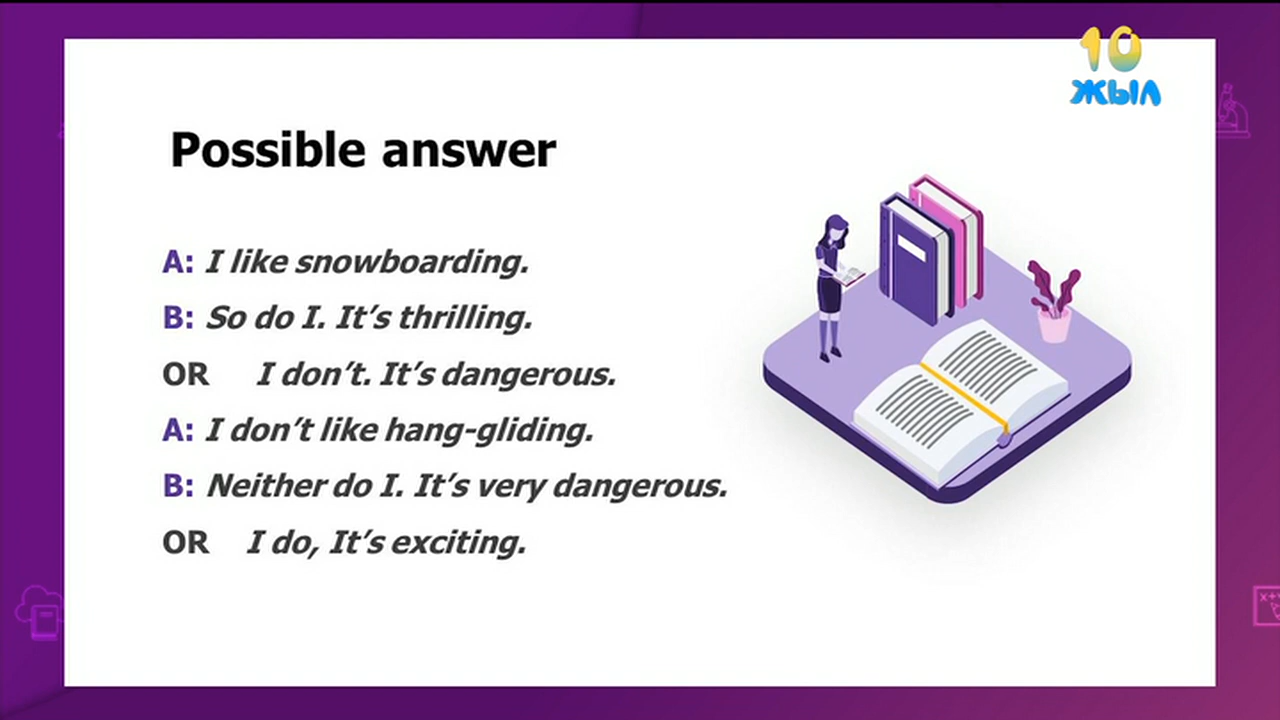 10
ЖЫЛ
Possible answer
A: I like snowboarding.
B: So do I. It’s thrilling.
OR I don’t. It’s dangerous.
A: I don’t like hang-gliding.
B: Neither do I. It’s very dangerous.
OR I do, It’s exciting.